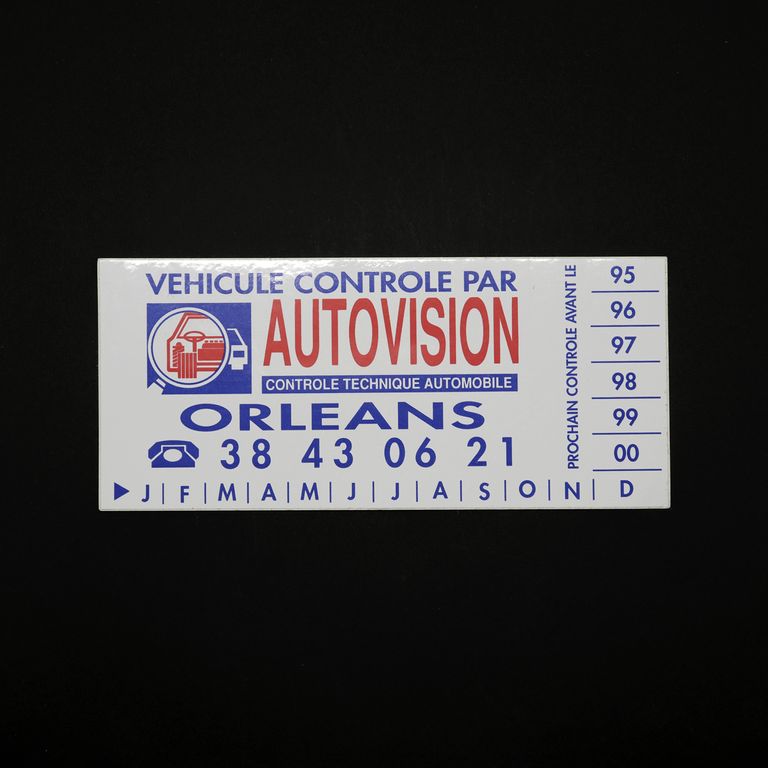 VEHICULE CONTROLE PAR
AUTOVISION
CONTROLE TECHNIQUE AUTOMOBILE
ORLEANS
38 43 06 21
J | F | M | A | M | J | J | A | S | O | N | D
PROCHAIN CONTROLE AVANT LE
95
96
97
98
99
00